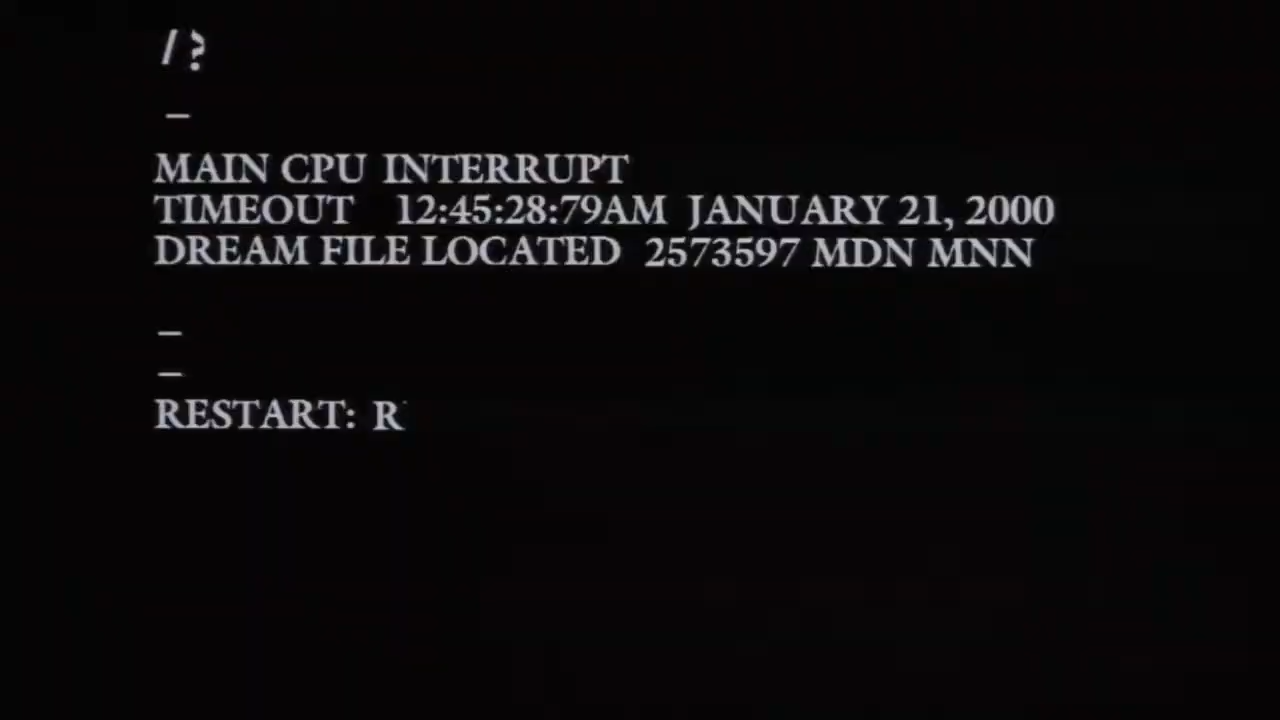 /?
_
MAIN CPU INTERRUPT
TIMEOUT 12:45:28:79AM JANUARY 21, 2000
DREAM FILE LOCATED 2573597 MDN MNN
_
_
RESTART: R